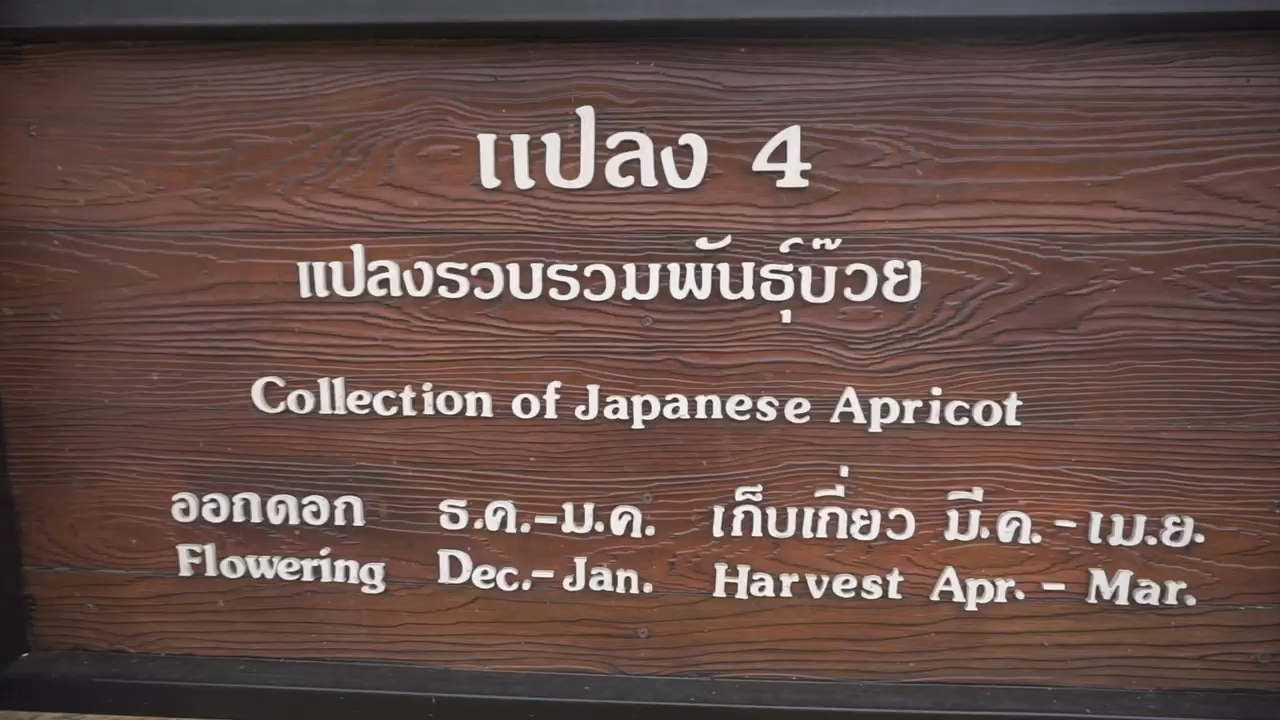 แปลง 4
แปลงรวบรวมพันธุ์บ๊วย
Collection of Japanese Apricot
ออกดอก ธ.ค.-ม.ค. เก็บเกี่ยว มี.ค. - เม.ย.
Flowering Dec.- Jan. Harvest Apr. - Mar.